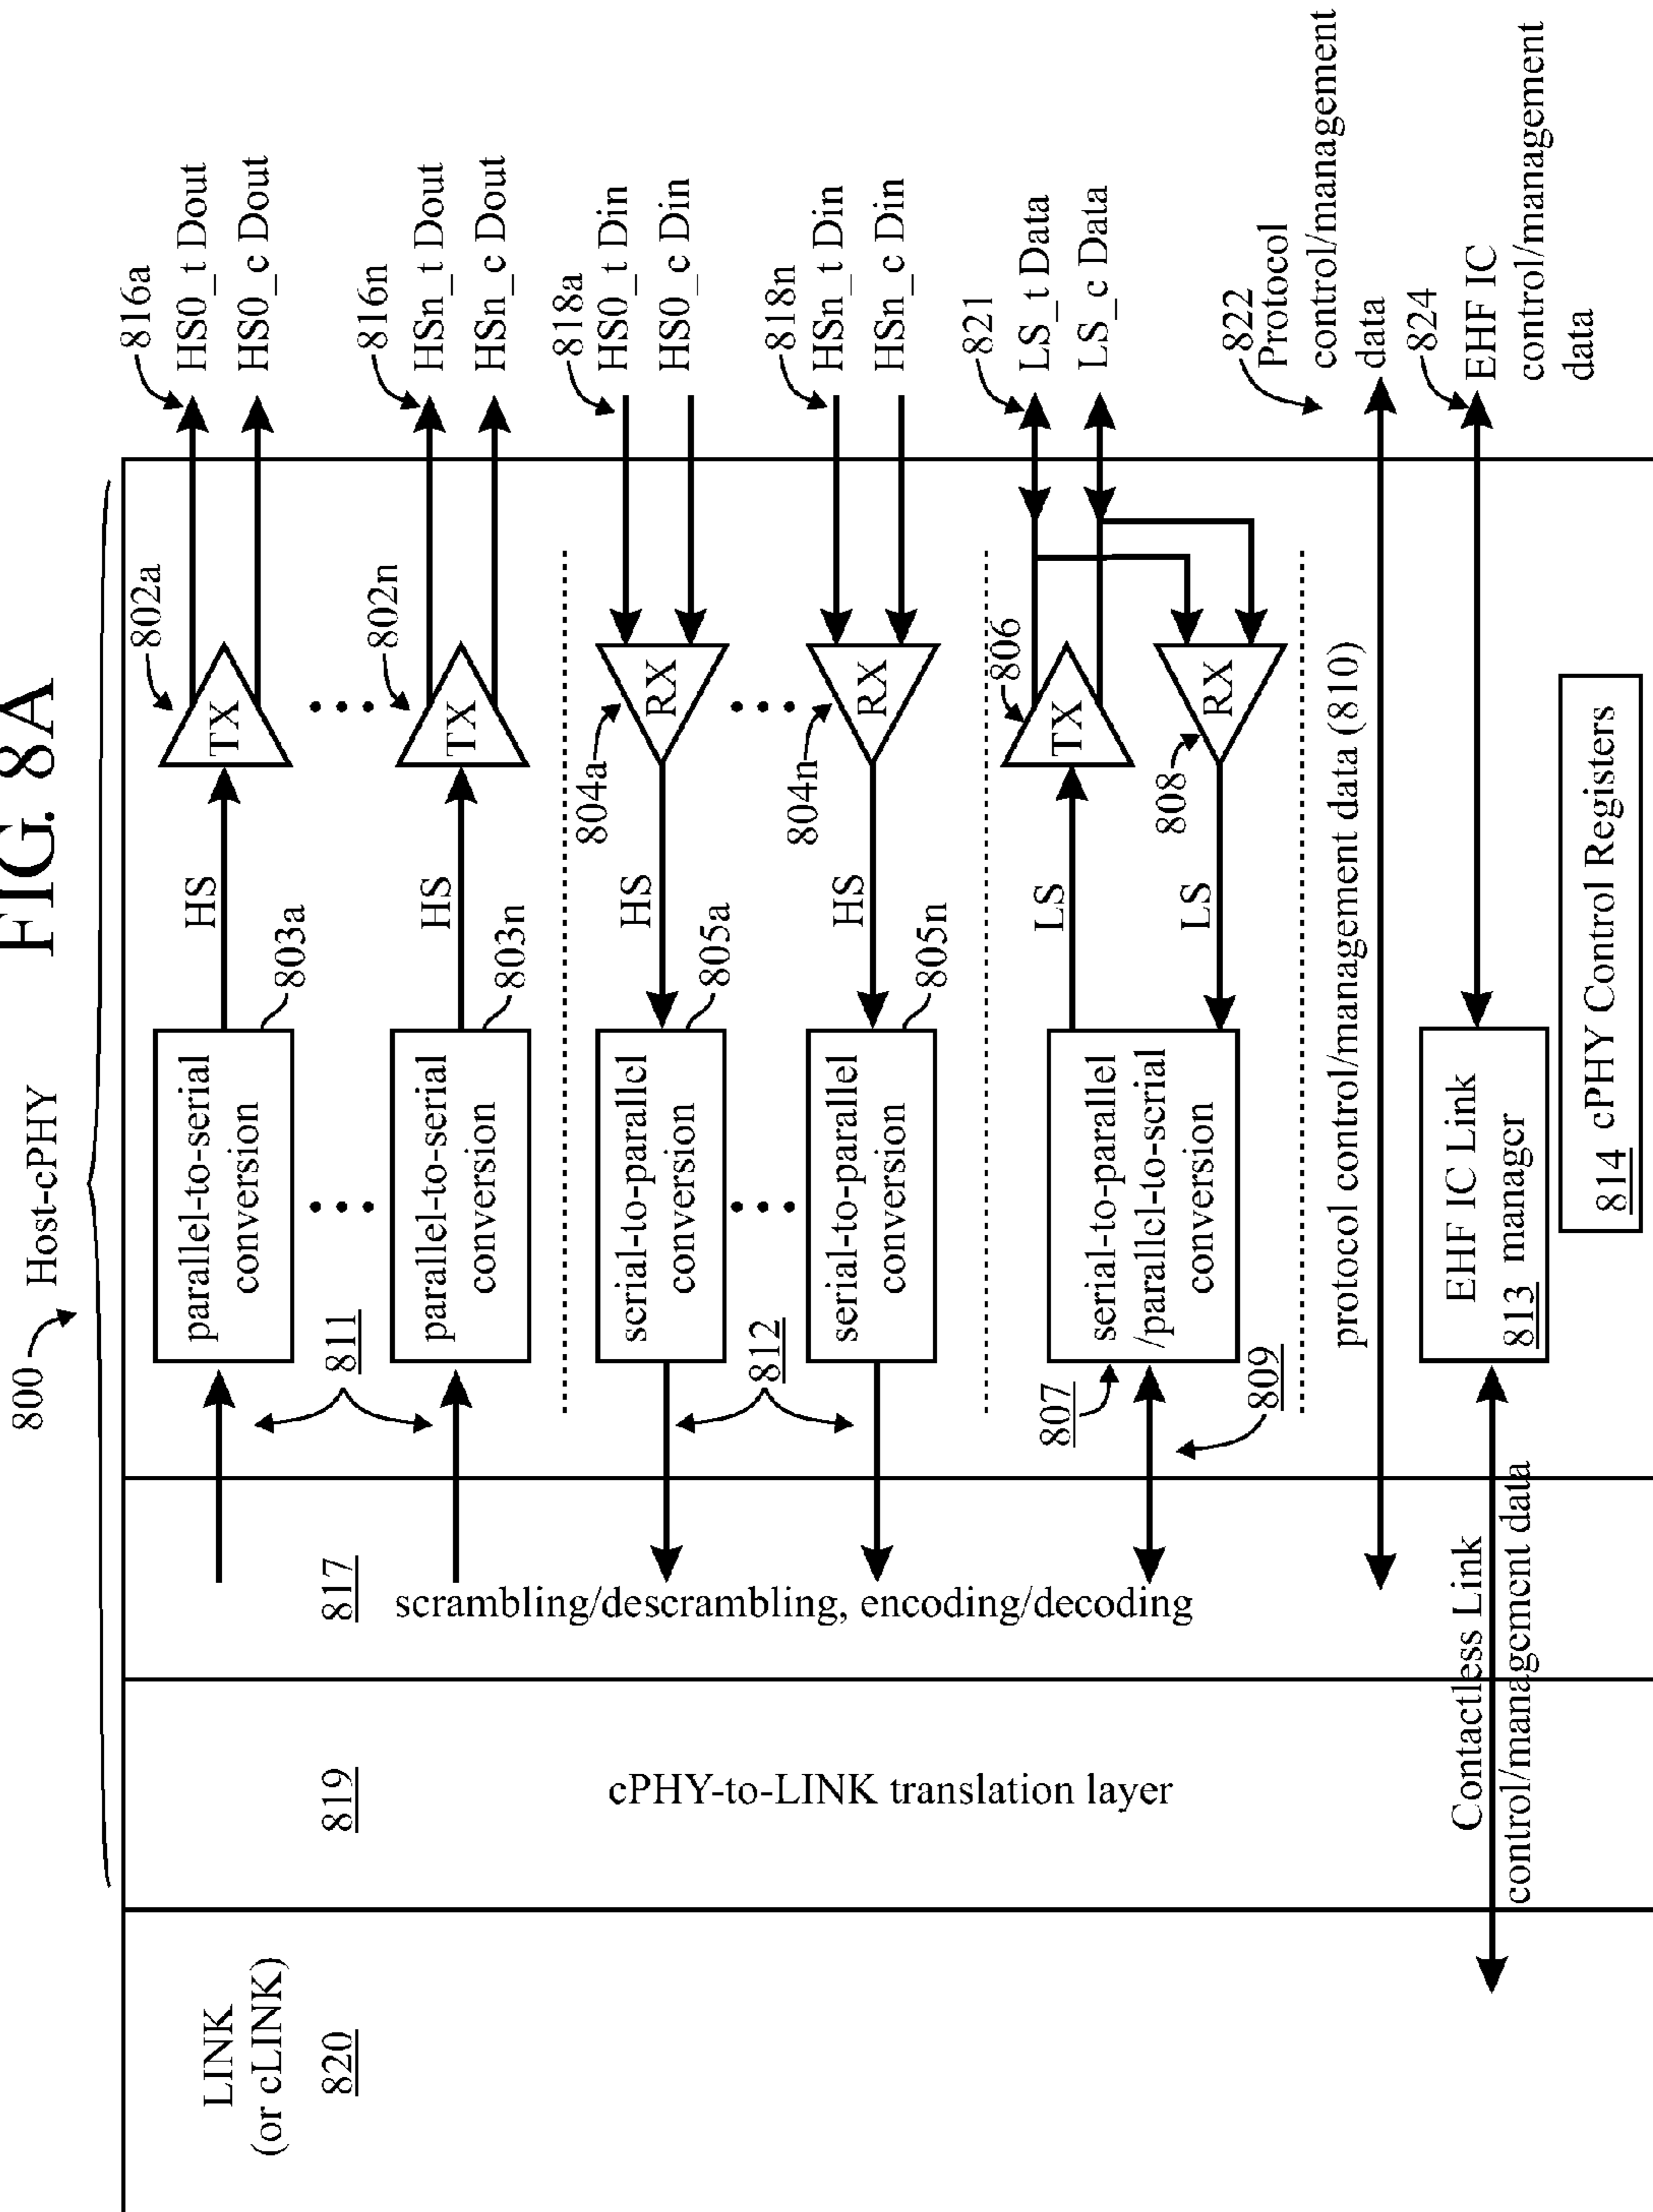 FIG. 8A
800
Host-cPHY
LINK
(or cLINK)
820
819
cPHY-to-LINK translation layer
817
scrambling/descrambling, encoding/decoding
811
parallel-to-serial
conversion
803a
HS
TX
802a
816a
HS0_t Dout
HS0_c Dout
parallel-to-serial
conversion
803n
HS
TX
802n
816n
HSn_t Dout
HSn_c Dout
812
serial-to-parallel
conversion
805a
HS
RX
804a
818a
HS0_t Din
HS0_c Din
serial-to-parallel
conversion
805n
HS
RX
804n
818n
HSn_t Din
HSn_c Din
807
809
serial-to-parallel
/parallel-to-serial
conversion
LS
TX
806
LS
RX
808
821
LS_t Data
LS_c Data
protocol control/management data (810)
822
Protocol
control/management
data
Contactless Link
control/management data
EHF IC Link
813 manager
824
EHF IC
control/management
data
814 cPHY Control Registers